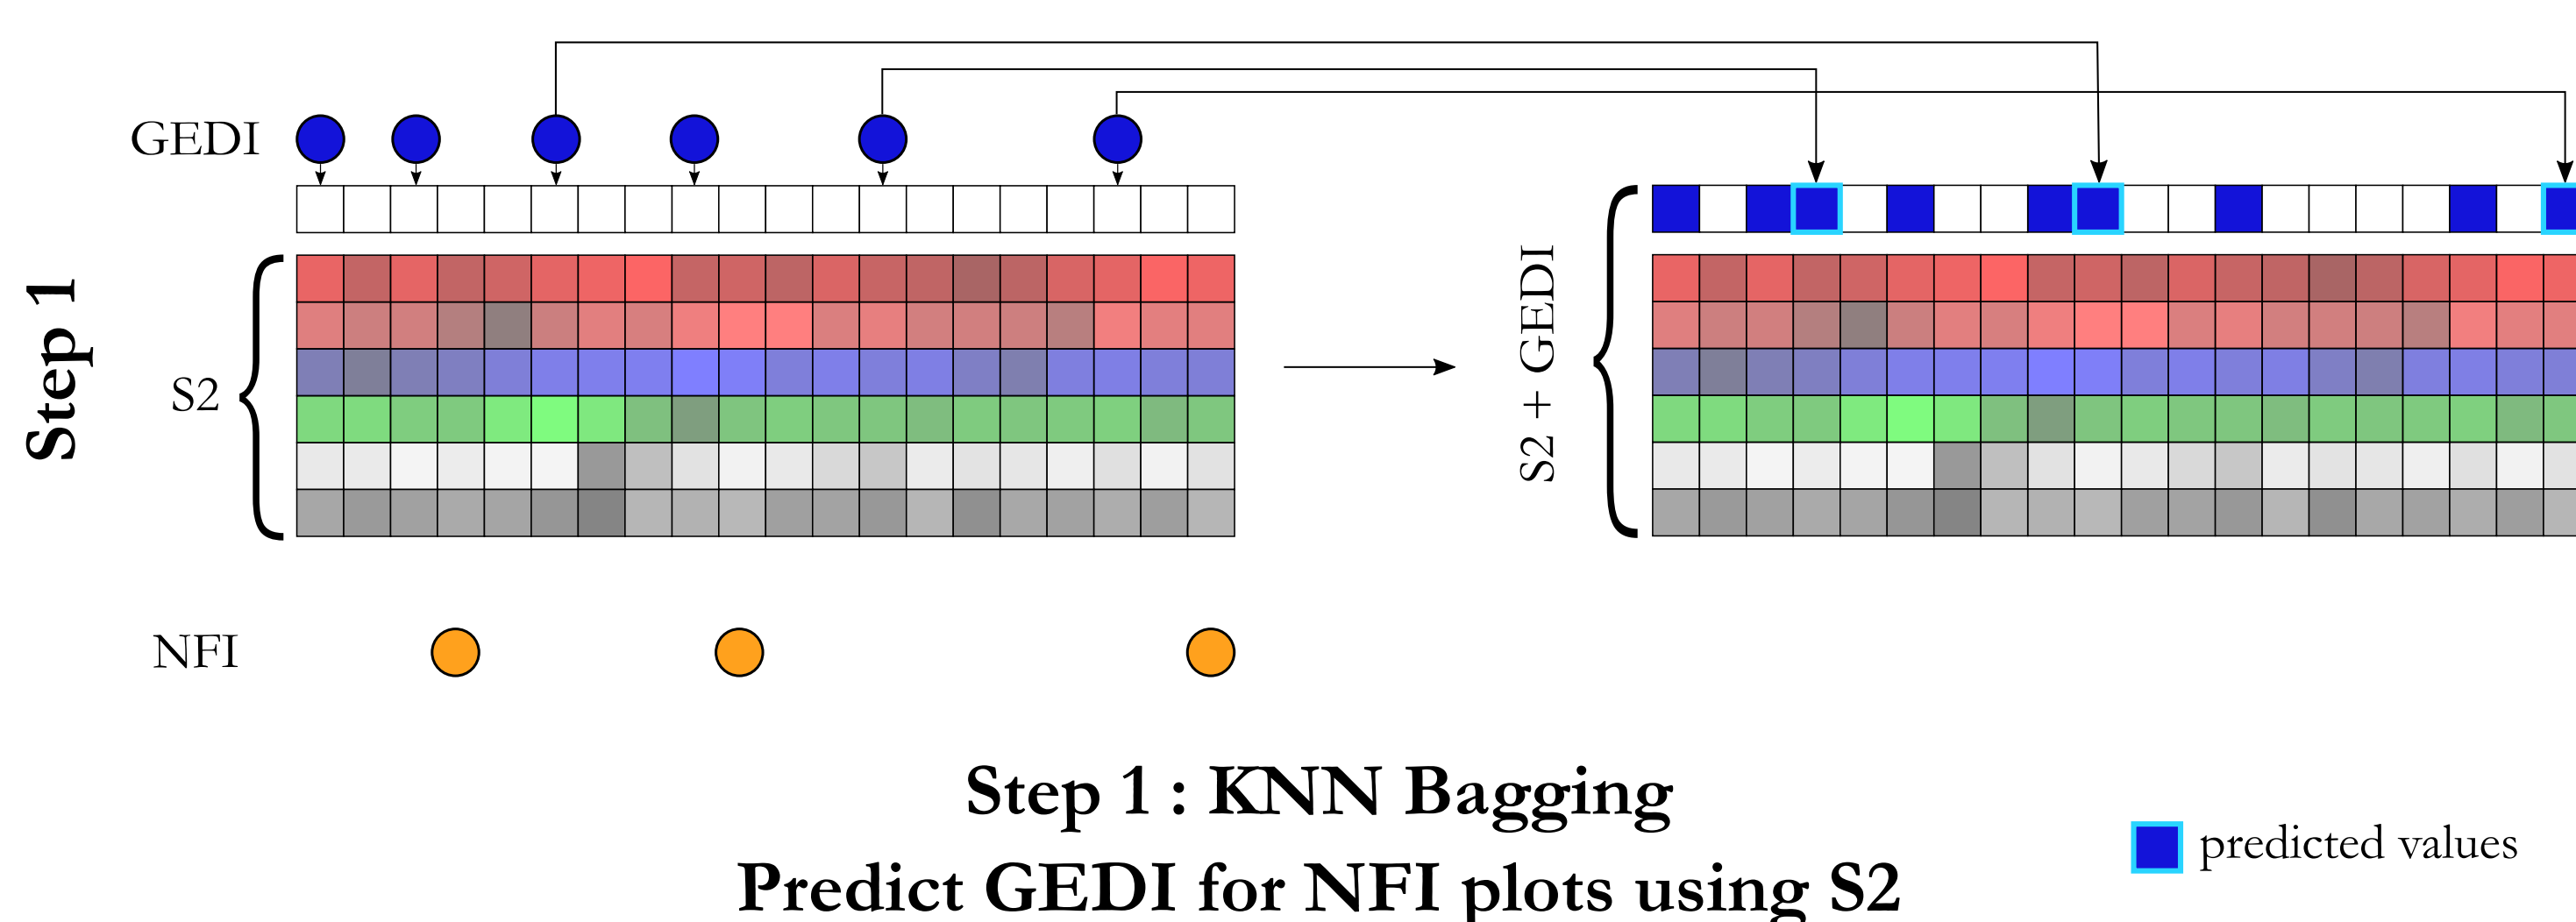 GEDI
Step 1
S2
S2 + GEDI
NFI
Step 1 : KNN Bagging
Predict GEDI for NFI plots using S2
predicted values